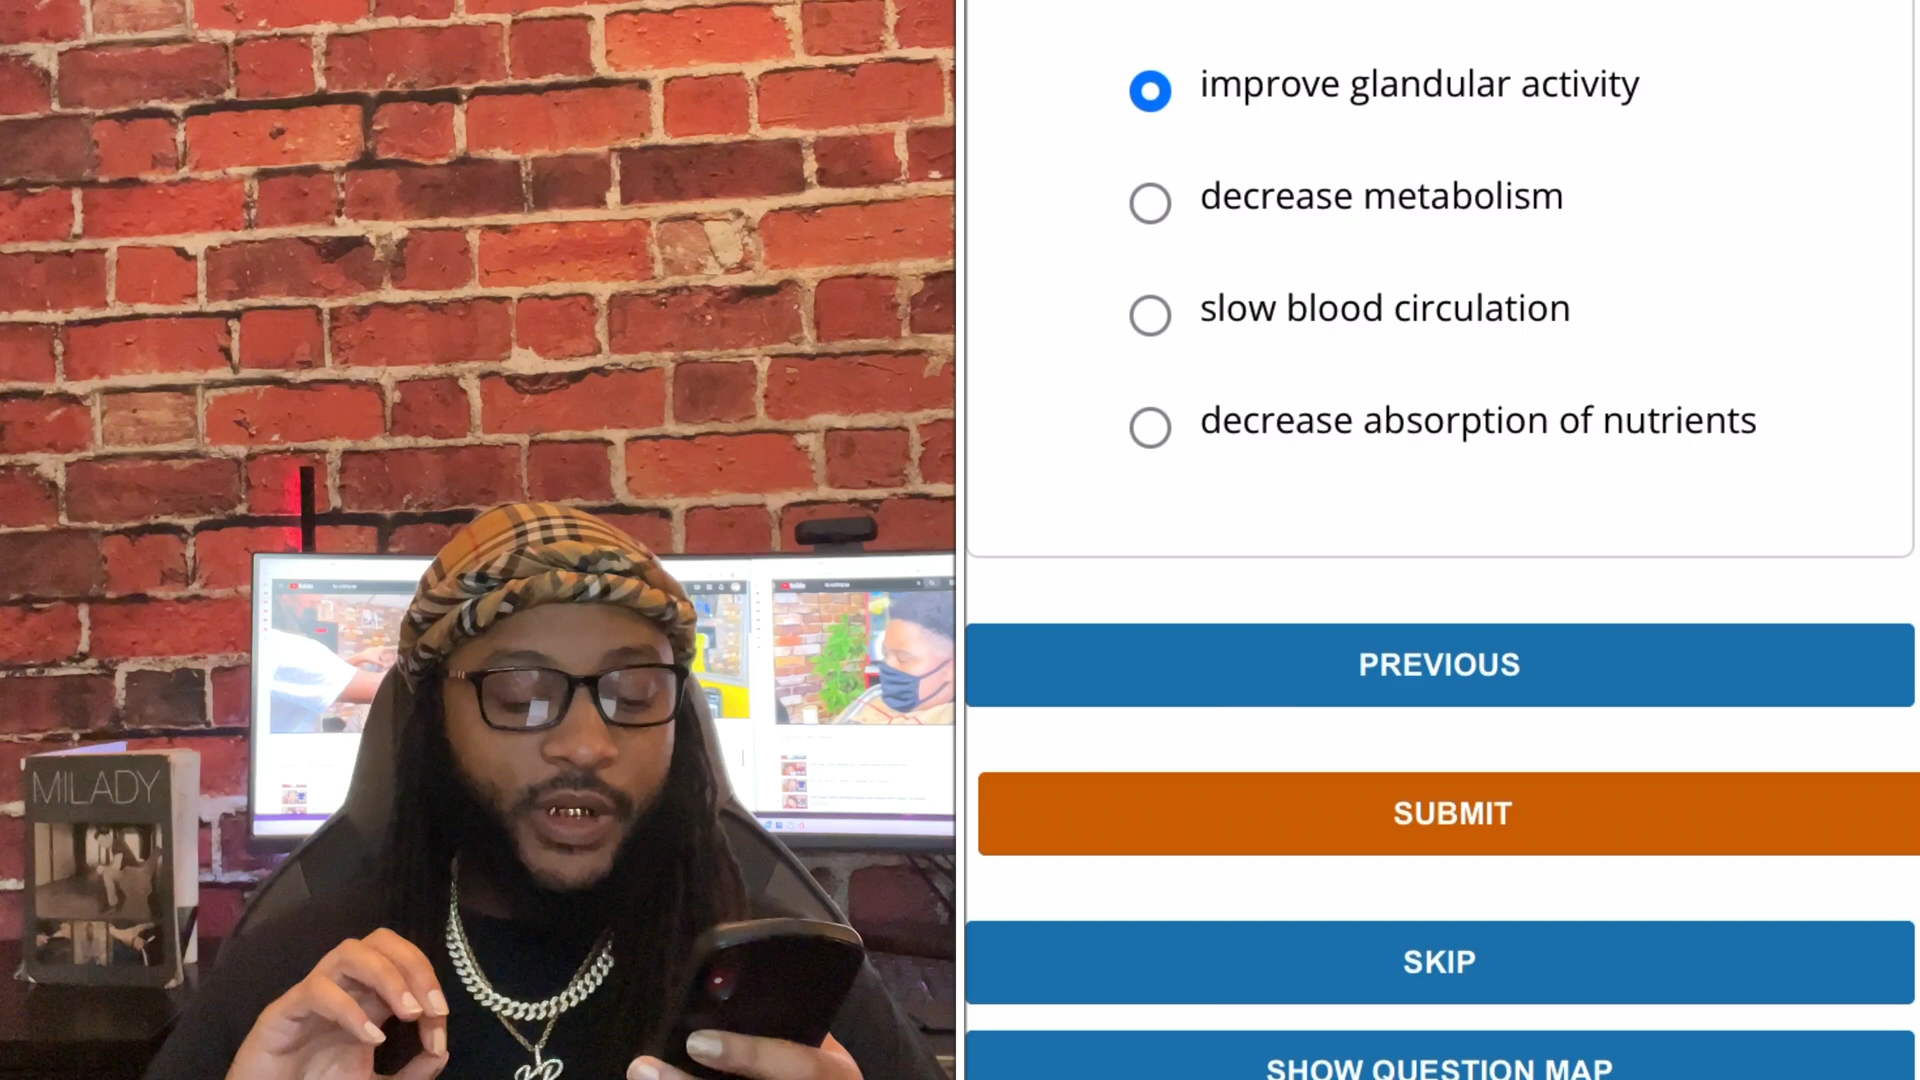 improve glandular activity
decrease metabolism
slow blood circulation
decrease absorption of nutrients
PREVIOUS
SUBMIT
SKIP
SHOW QUESTION MAP
MILADY